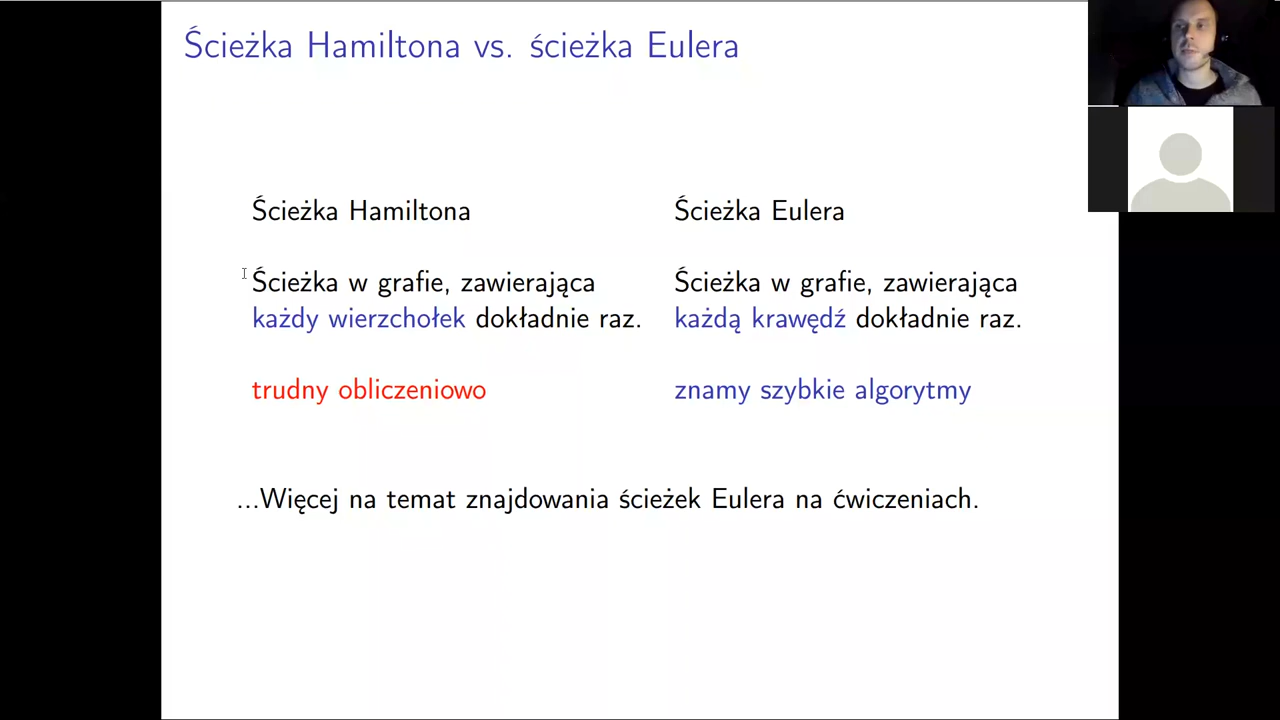 Ścieżka Hamiltona vs. ścieżka Eulera
Ścieżka Hamiltona
Ścieżka w grafie, zawierająca
każdy wierzchołek dokładnie raz.
trudny obliczeniowo
Ścieżka Eulera
Ścieżka w grafie, zawierająca
każdą krawędź dokładnie raz.
znamy szybkie algorytmy
...Więcej na temat znajdowania ścieżek Eulera na ćwiczeniach.